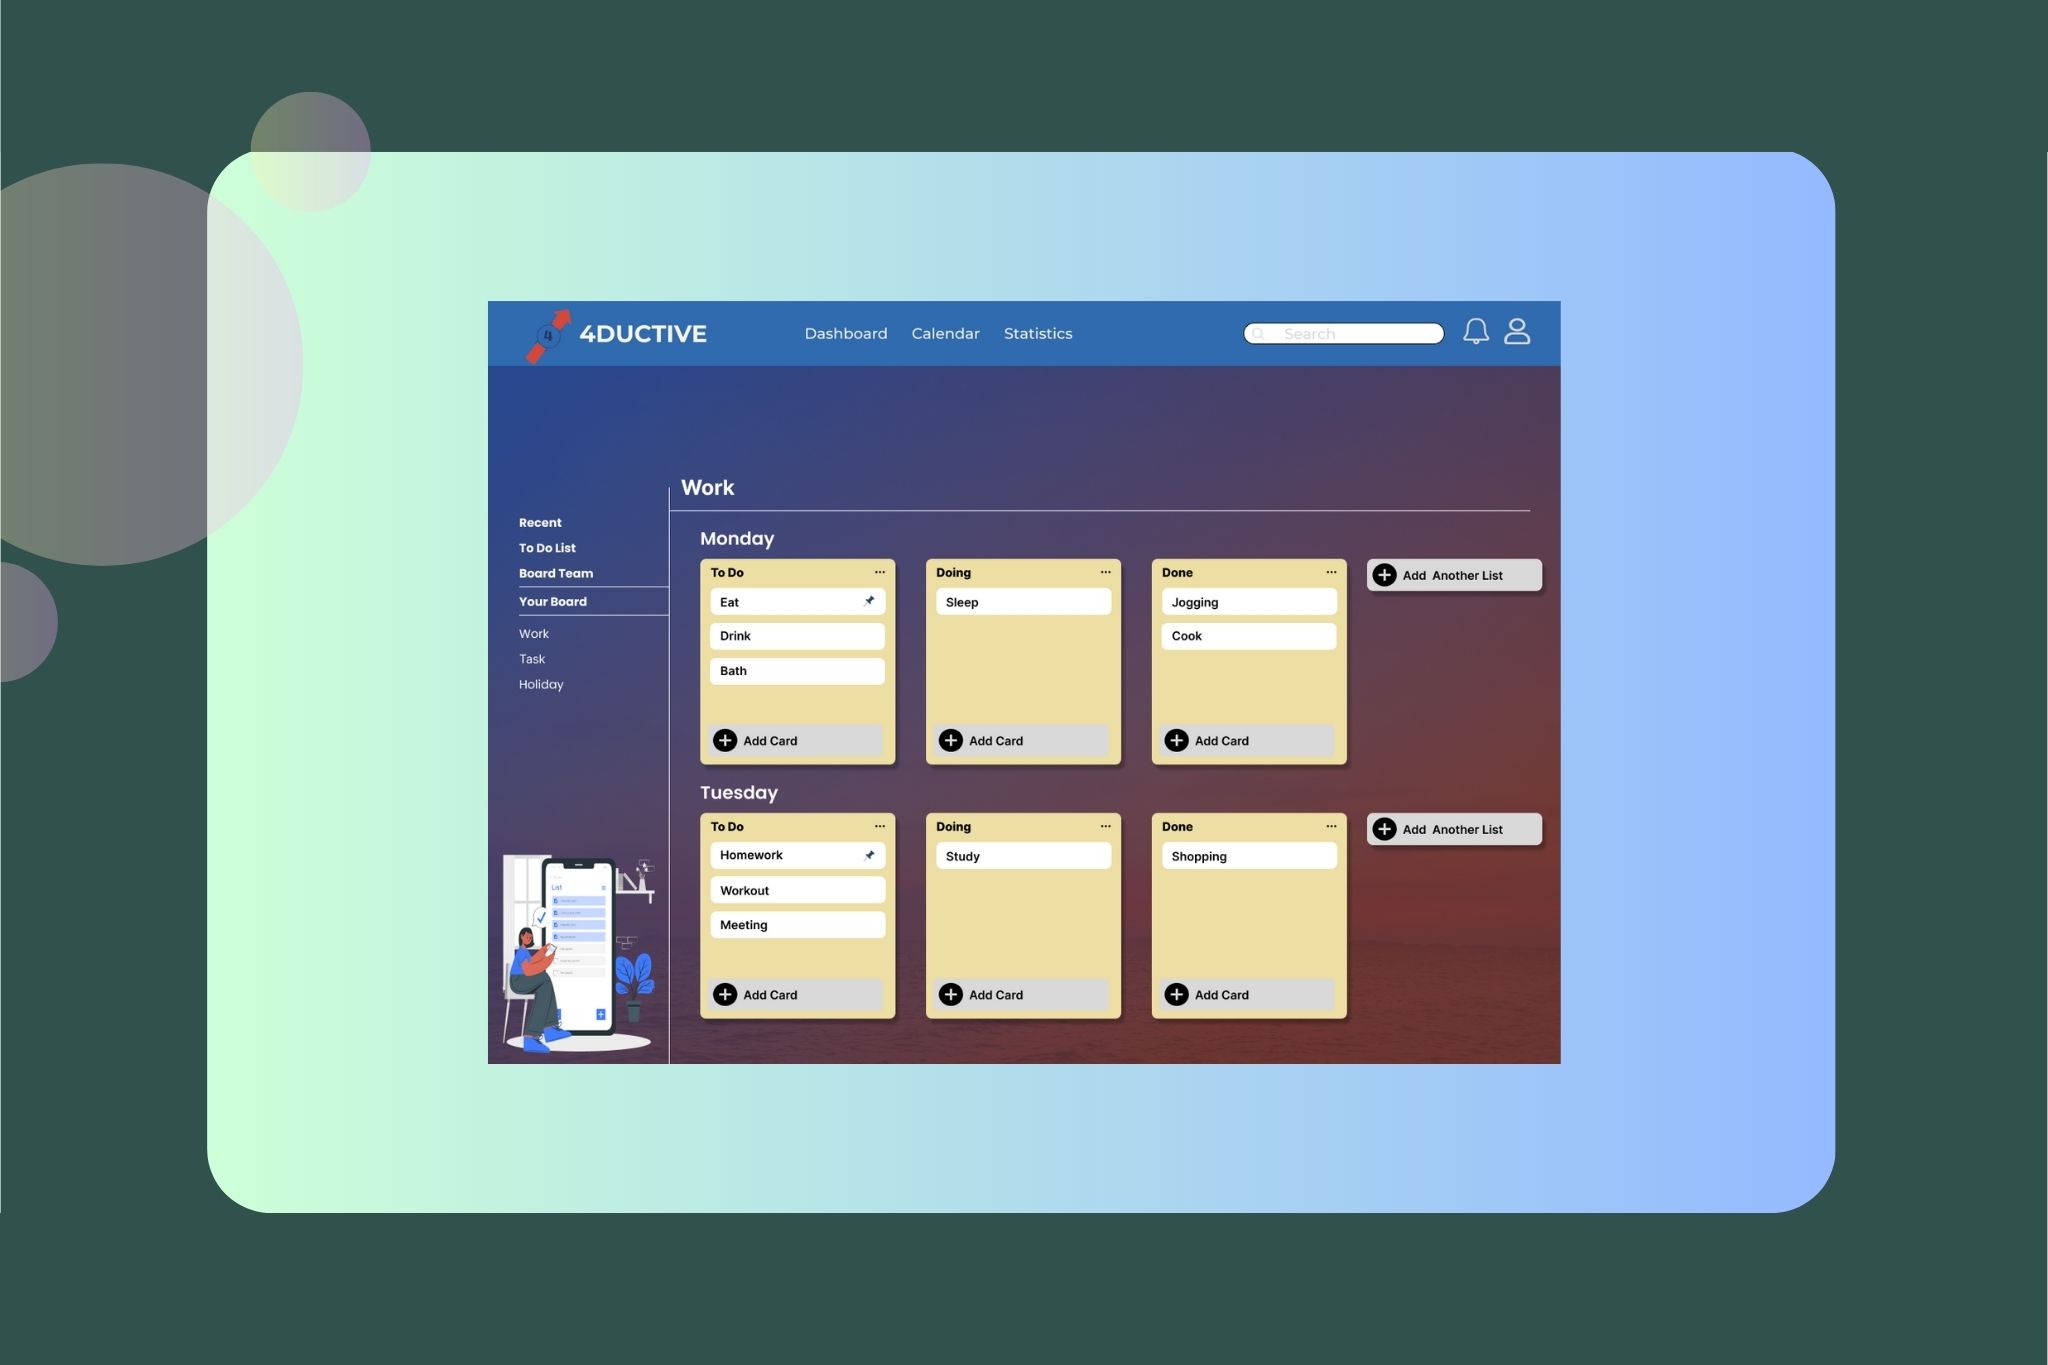 4
4DUCTIVE
Dashboard
Calendar
Statistics
Search
Work
Recent
To Do List
Board Team
Your Board
Work
Task
Holiday
Monday
To Do
Eat
Drink
Bath
Add Card
Doing
Sleep
Add Card
Done
Jogging
Cook
Add Card
Add Another List
Tuesday
To Do
Homework
Workout
Meeting
Add Card
Doing
Study
Add Card
Done
Shopping
Add Card
Add Another List
List